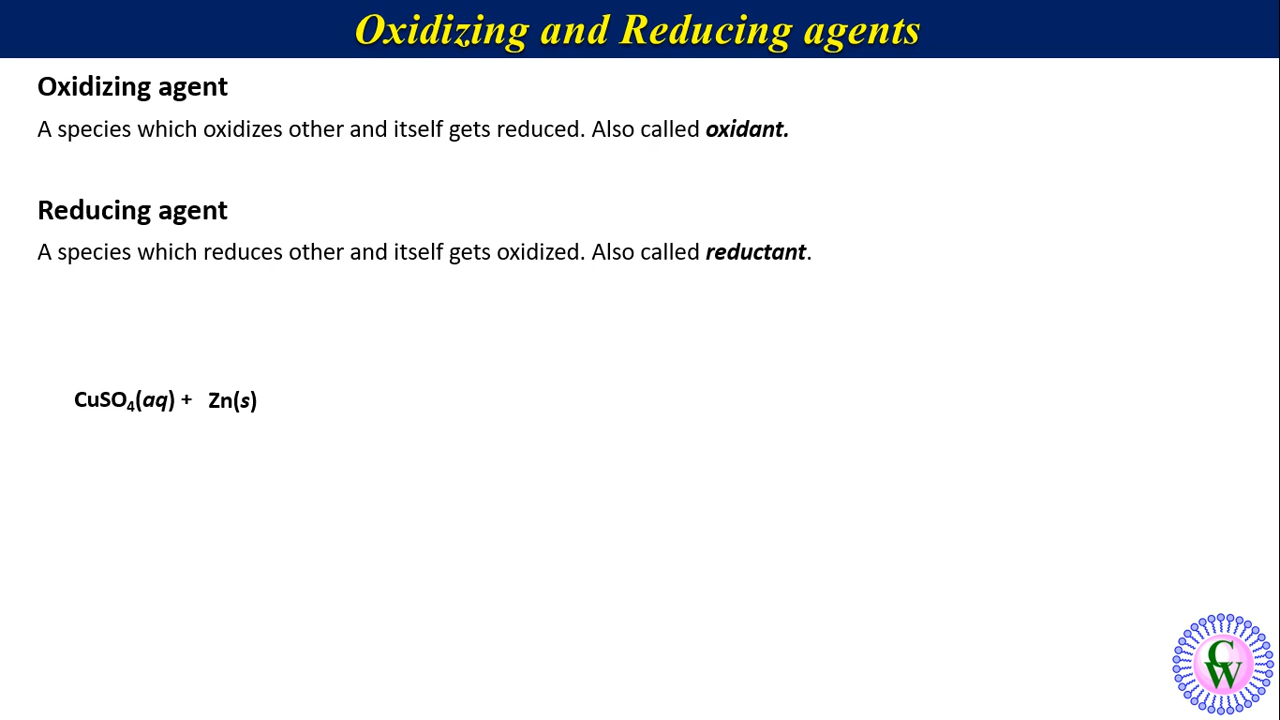 Oxidizing and Reducing agents
Oxidizing agent
A species which oxidizes other and itself gets reduced. Also called oxidant.
Reducing agent
A species which reduces other and itself gets oxidized. Also called reductant.
CuSO₄(aq) + Zn(s)
CW